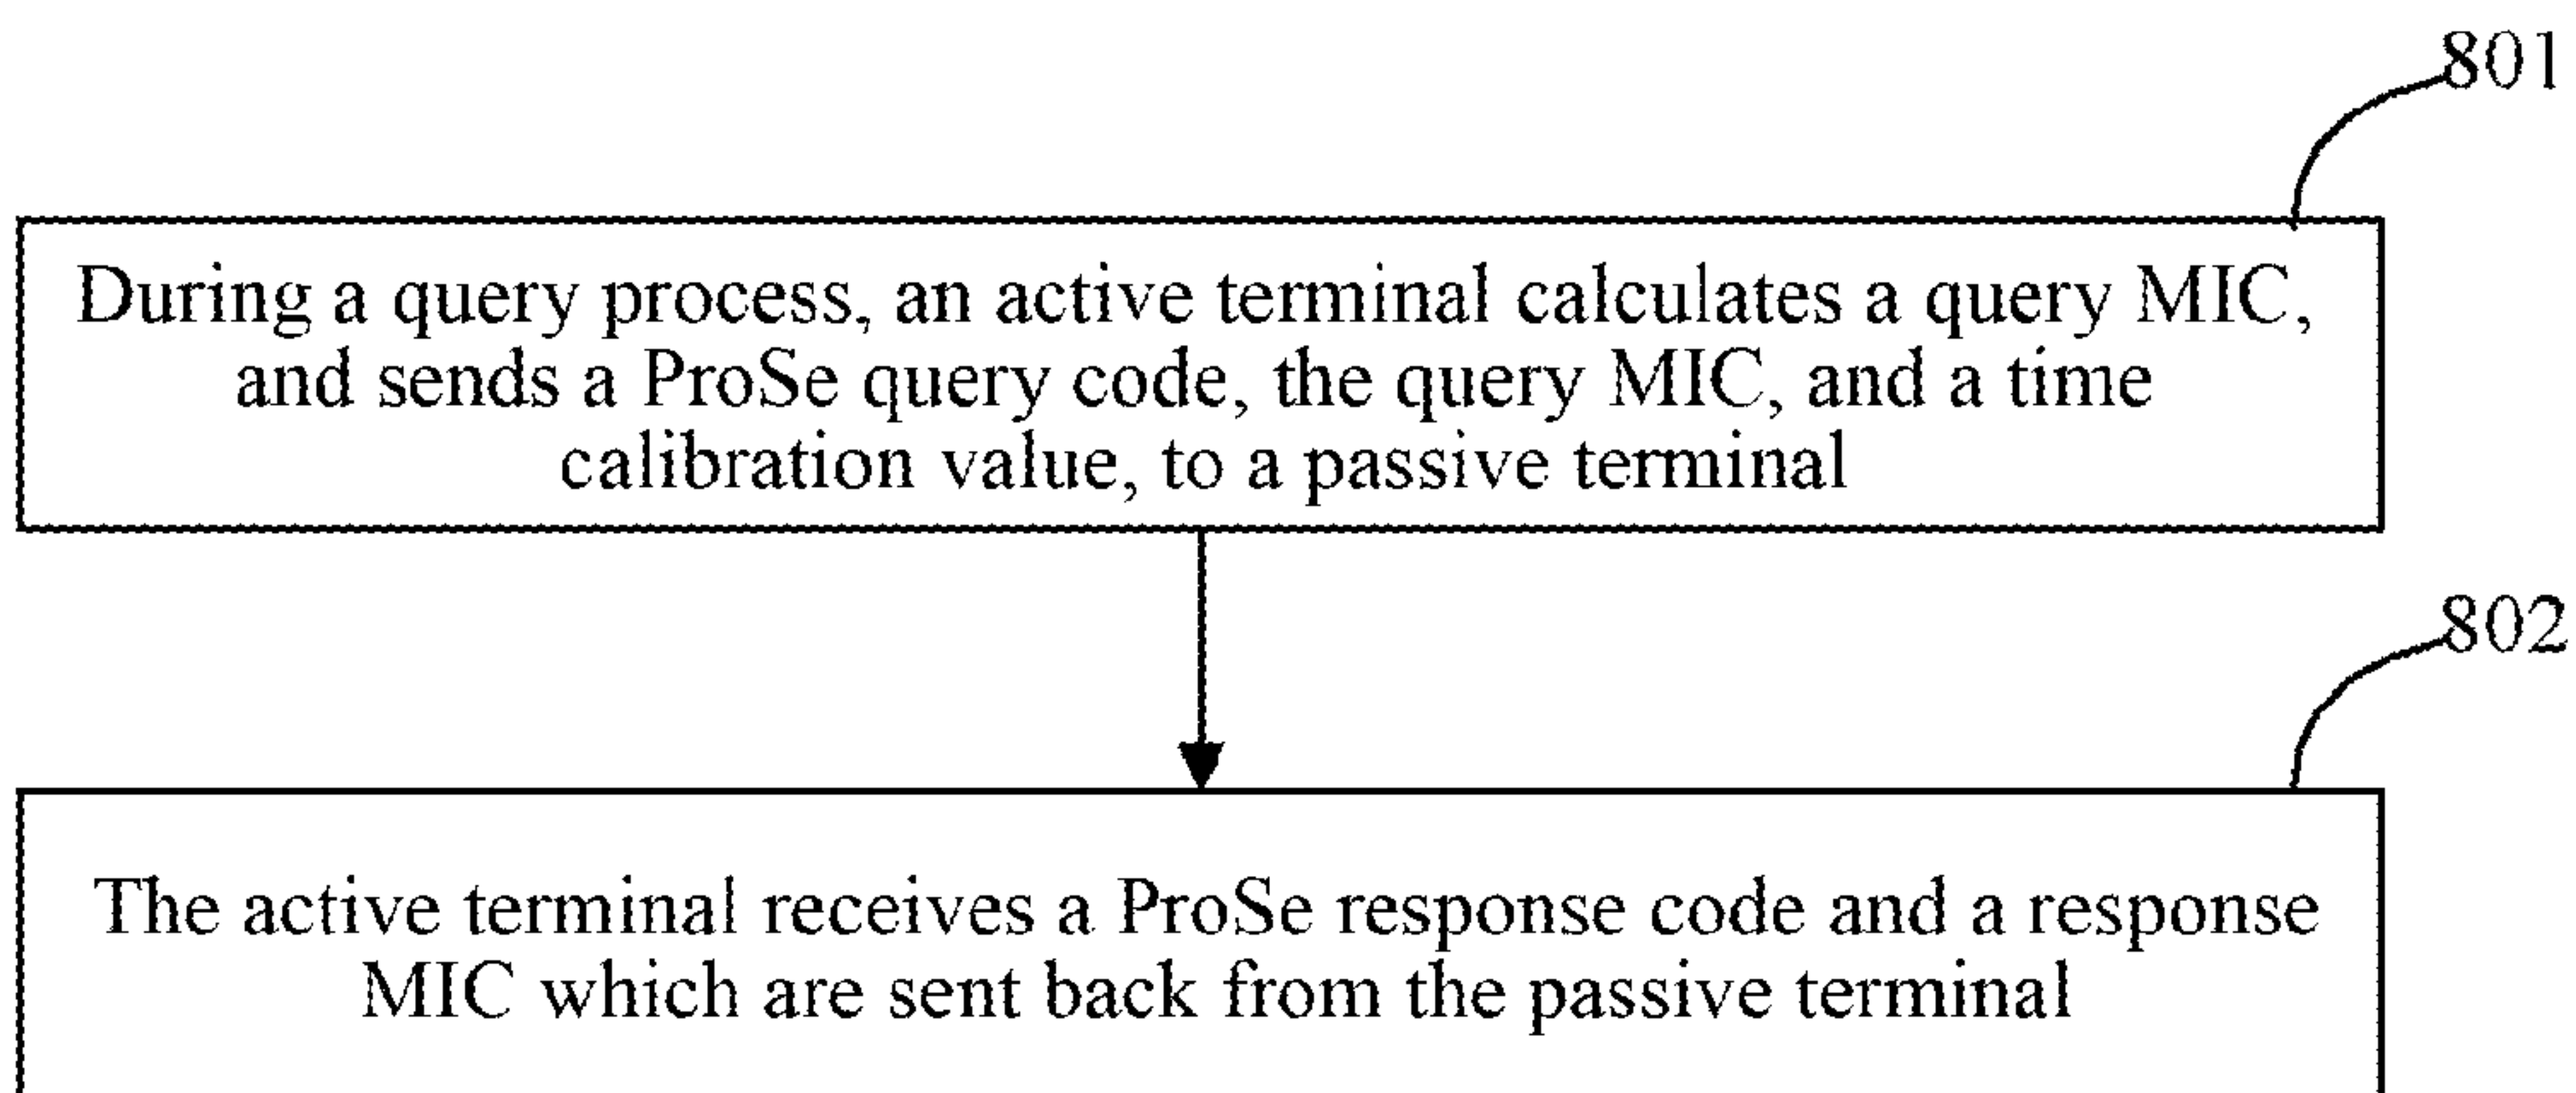 801
During a query process, an active terminal calculates a query MIC,
and sends a ProSe query code, the query MIC, and a time
calibration value, to a passive terminal
802
The active terminal receives a ProSe response code and a response
MIC which are sent back from the passive terminal